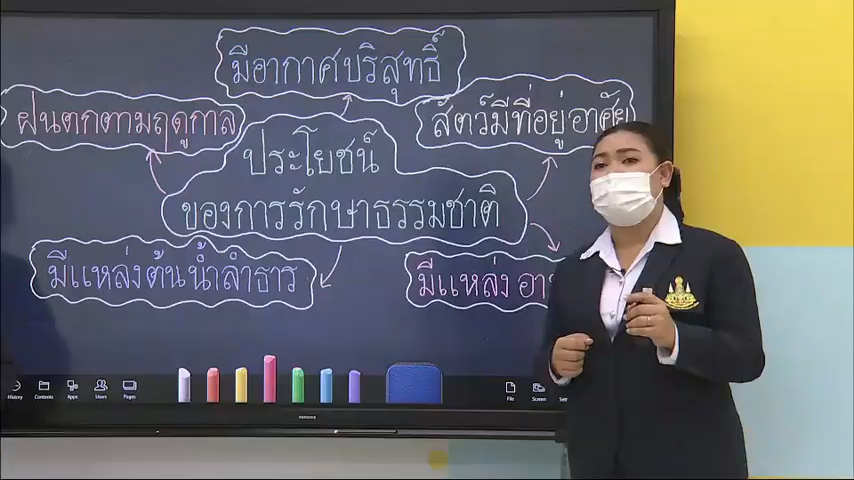 มีอากาศบริสุทธิ์
ฝนตกตามฤดูกาล
สัตว์มีที่อยู่อาศัย
ประโยชน์
ของการรักษาธรรมชาติ
มีแหล่งต้นน้ำลำธาร
มีแหล่ง
History
Contents
Apps
Users
Pages
File
Screen
SAMSUNG